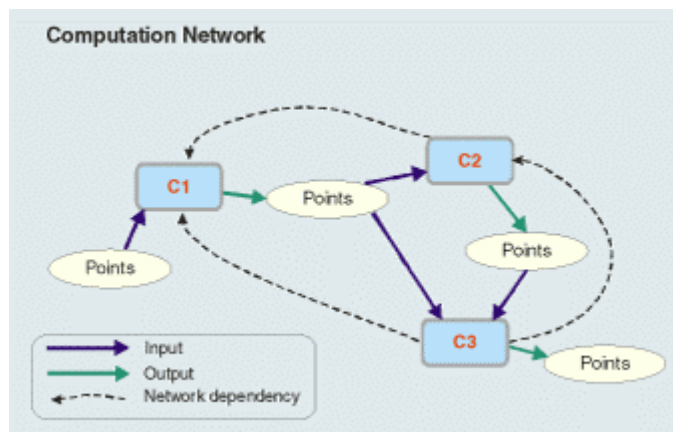 Computation Network
C2
C1
Points
Points
Points
C3
Points
Input
Output
Network dependency